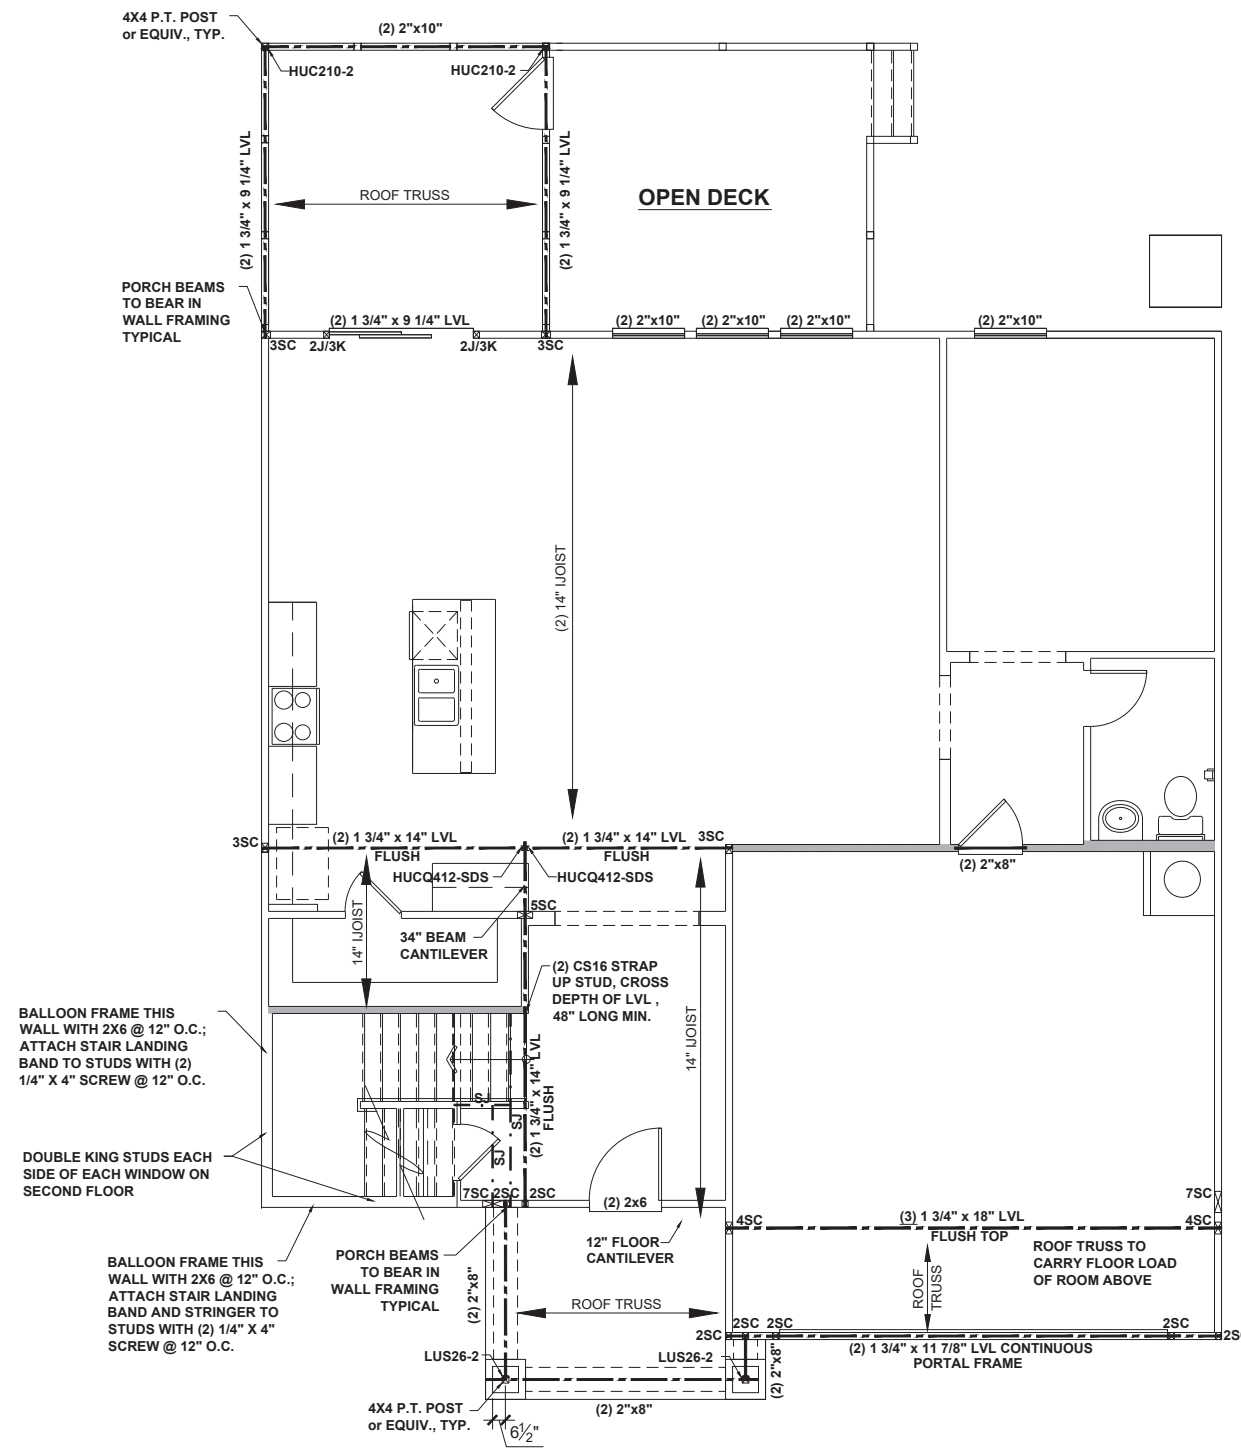 4X4 P.T. POST
or EQUIV., TYP.
(2) 2"x10"
HUC210-2
HUC210-2
(2) 1 3/4" x 9 1/4" LVL
ROOF TRUSS
(2) 1 3/4" x 9 1/4" LVL
OPEN DECK
PORCH BEAMS
TO BEAR IN
WALL FRAMING
TYPICAL
(2) 1 3/4" x 9 1/4" LVL
(2) 2"x10"
(2) 2"x10"
(2) 2"x10"
(2) 2"x10"
3SC
2J/3K
2J/3K
3SC
(2) 14" IJOIST
3SC
(2) 1 3/4" x 14" LVL
FLUSH
(2) 1 3/4" x 14" LVL
FLUSH
3SC
HUCQ412-SDS
HUCQ412-SDS
(2) 2"x8"
14" IJOIST
5SC
34" BEAM
CANTILEVER
(2) CS16 STRAP
UP STUD, CROSS
DEPTH OF LVL ,
48" LONG MIN.
14" IJOIST
BALLOON FRAME THIS
WALL WITH 2X6 @ 12" O.C.;
ATTACH STAIR LANDING
BAND TO STUDS WITH (2)
1/4" X 4" SCREW @ 12" O.C.
(2) 1 3/4" x 14" LVL
FLUSH
SJ
SJ
SJ
DOUBLE KING STUDS EACH
SIDE OF EACH WINDOW ON
SECOND FLOOR
7SC
2SC
2SC
(2) 2x6
7SC
4SC
(3) 1 3/4" x 18" LVL
FLUSH TOP
4SC
12" FLOOR
CANTILEVER
ROOF TRUSS TO
CARRY FLOOR LOAD
OF ROOM ABOVE
ROOF
TRUSS
BALLOON FRAME THIS
WALL WITH 2X6 @ 12" O.C.;
ATTACH STAIR LANDING
BAND AND STRINGER TO
STUDS WITH (2) 1/4" X 4"
SCREW @ 12" O.C.
PORCH BEAMS
TO BEAR IN
WALL FRAMING
TYPICAL
(2) 2"x8"
ROOF TRUSS
2SC
2SC
2SC
2SC
2S
(2) 1 3/4" x 11 7/8" LVL CONTINUOUS
PORTAL FRAME
LUS26-2
LUS26-2
(2) 2"x8"
4X4 P.T. POST
or EQUIV., TYP.
(2) 2"x8"
6½"